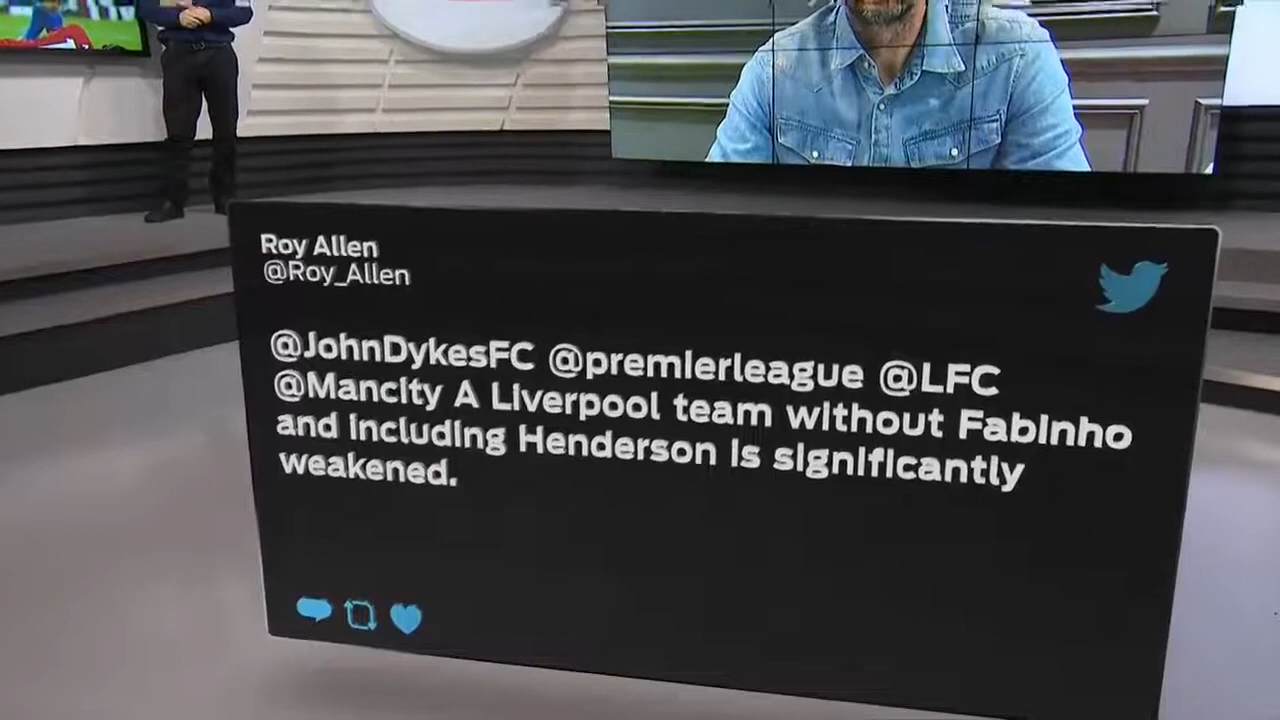 Roy Allen
@Roy_Allen
@JohnDykesFC @premierleague @LFC
@Mancity A Liverpool team without Fabinho
and including Henderson is significantly
weakened.